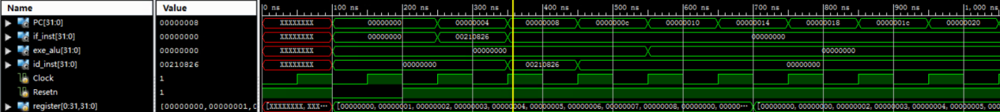 Name Value 0 ns 100 ns 200 ns 300 ns 400 ns 500 ns 600 ns 700 ns 800 ns 900 ns 1,000 ns
PC[31:0] 00000008 XXXXXXXX 00000000 00000004 00000008 0000000c 00000010 00000014 00000018 0000001c 00000020
if_inst[31:0] 00000000 XXXXXXXX 00000000 00210826 00000000
exe_alu[31:0] 00000000 XXXXXXXX 00000000 00000000
id_inst[31:0] 00210826 XXXXXXXX 00000000 00210826 00000000
Clock 1
Resetn 1
register[0:31,31:0] [00000000,00000001,0 [XXXXXXXX, XXX··· [00000000, 00000001, 00000002, 00000003, 00000004, 00000005, 00000006, 00000007, 00000008, 00000000, 00000··· [00000000, 00000000, 00000002, 00000003, 00000004, 00000005, 000